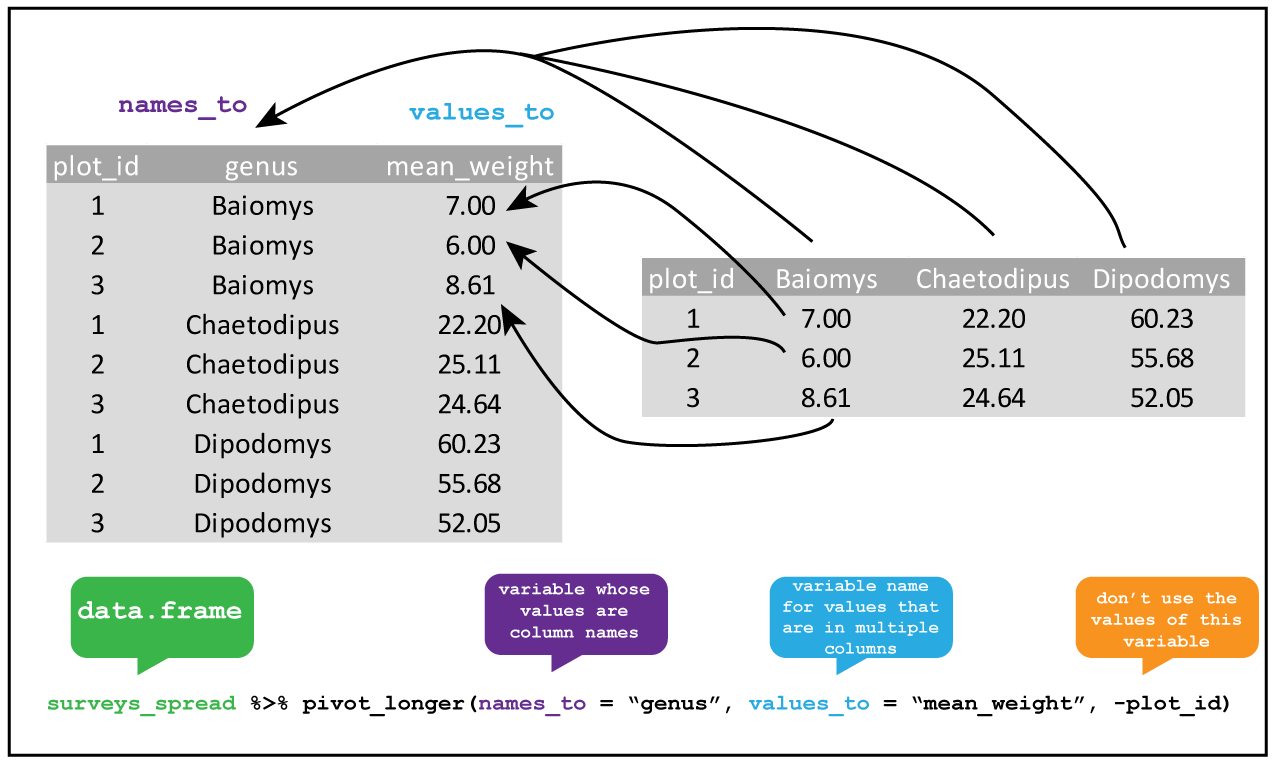 names_to
values_to
plot_id genus mean_weight
1 Baiomys 7.00
2 Baiomys 6.00
3 Baiomys 8.61
1 Chaetodipus 22.20
2 Chaetodipus 25.11
3 Chaetodipus 24.64
1 Dipodomys 60.23
2 Dipodomys 55.68
3 Dipodomys 52.05
plot_id Baiomys Chaetodipus Dipodomys
1 7.00 22.20 60.23
2 6.00 25.11 55.68
3 8.61 24.64 52.05
data.frame
variable whose
values are
column names
variable name
for values that
are in multiple
columns
don’t use the
values of this
variable
surveys_spread %>% pivot_longer(names_to = “genus”, values_to = “mean_weight”, -plot_id)